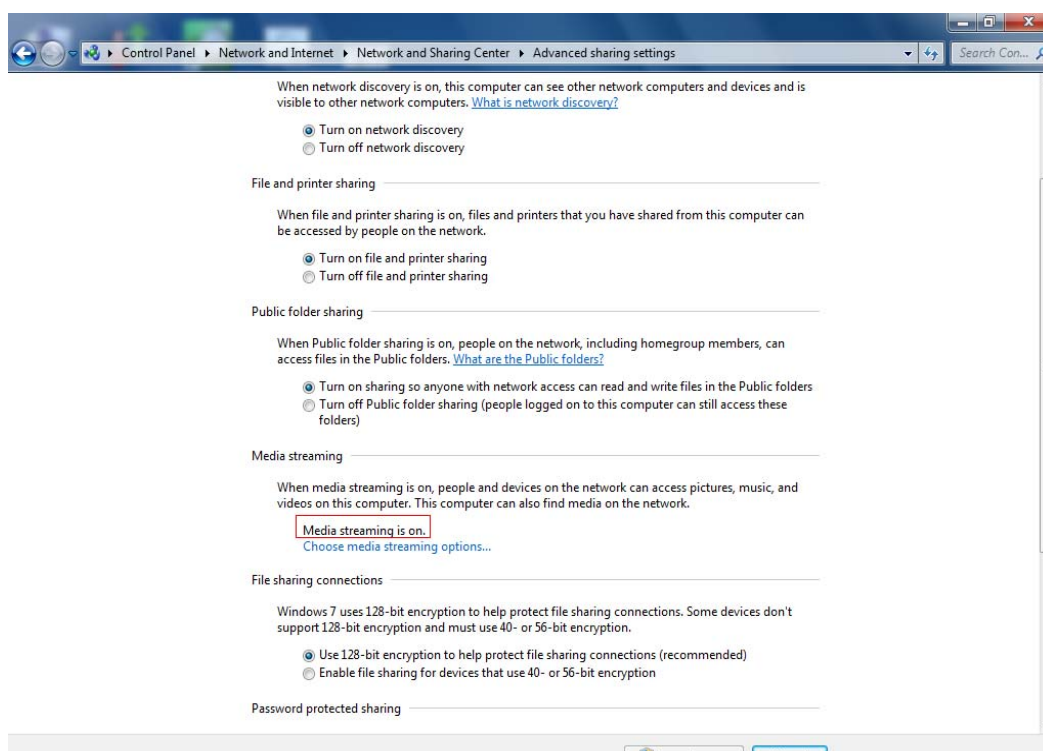 Control Panel ▸ Network and Internet ▸ Network and Sharing Center ▸ Advanced sharing settings
Search Con...
When network discovery is on, this computer can see other network computers and devices and is
visible to other network computers. What is network discovery?
Turn on network discovery
Turn off network discovery
File and printer sharing
When file and printer sharing is on, files and printers that you have shared from this computer can
be accessed by people on the network.
Turn on file and printer sharing
Turn off file and printer sharing
Public folder sharing
When Public folder sharing is on, people on the network, including homegroup members, can
access files in the Public folders. What are the Public folders?
Turn on sharing so anyone with network access can read and write files in the Public folders
Turn off Public folder sharing (people logged on to this computer can still access these
folders)
Media streaming
When media streaming is on, people and devices on the network can access pictures, music, and
videos on this computer. This computer can also find media on the network.
Media streaming is on.
Choose media streaming options...
File sharing connections
Windows 7 uses 128-bit encryption to help protect file sharing connections. Some devices don't
support 128-bit encryption and must use 40- or 56-bit encryption.
Use 128-bit encryption to help protect file sharing connections (recommended)
Enable file sharing for devices that use 40- or 56-bit encryption
Password protected sharing